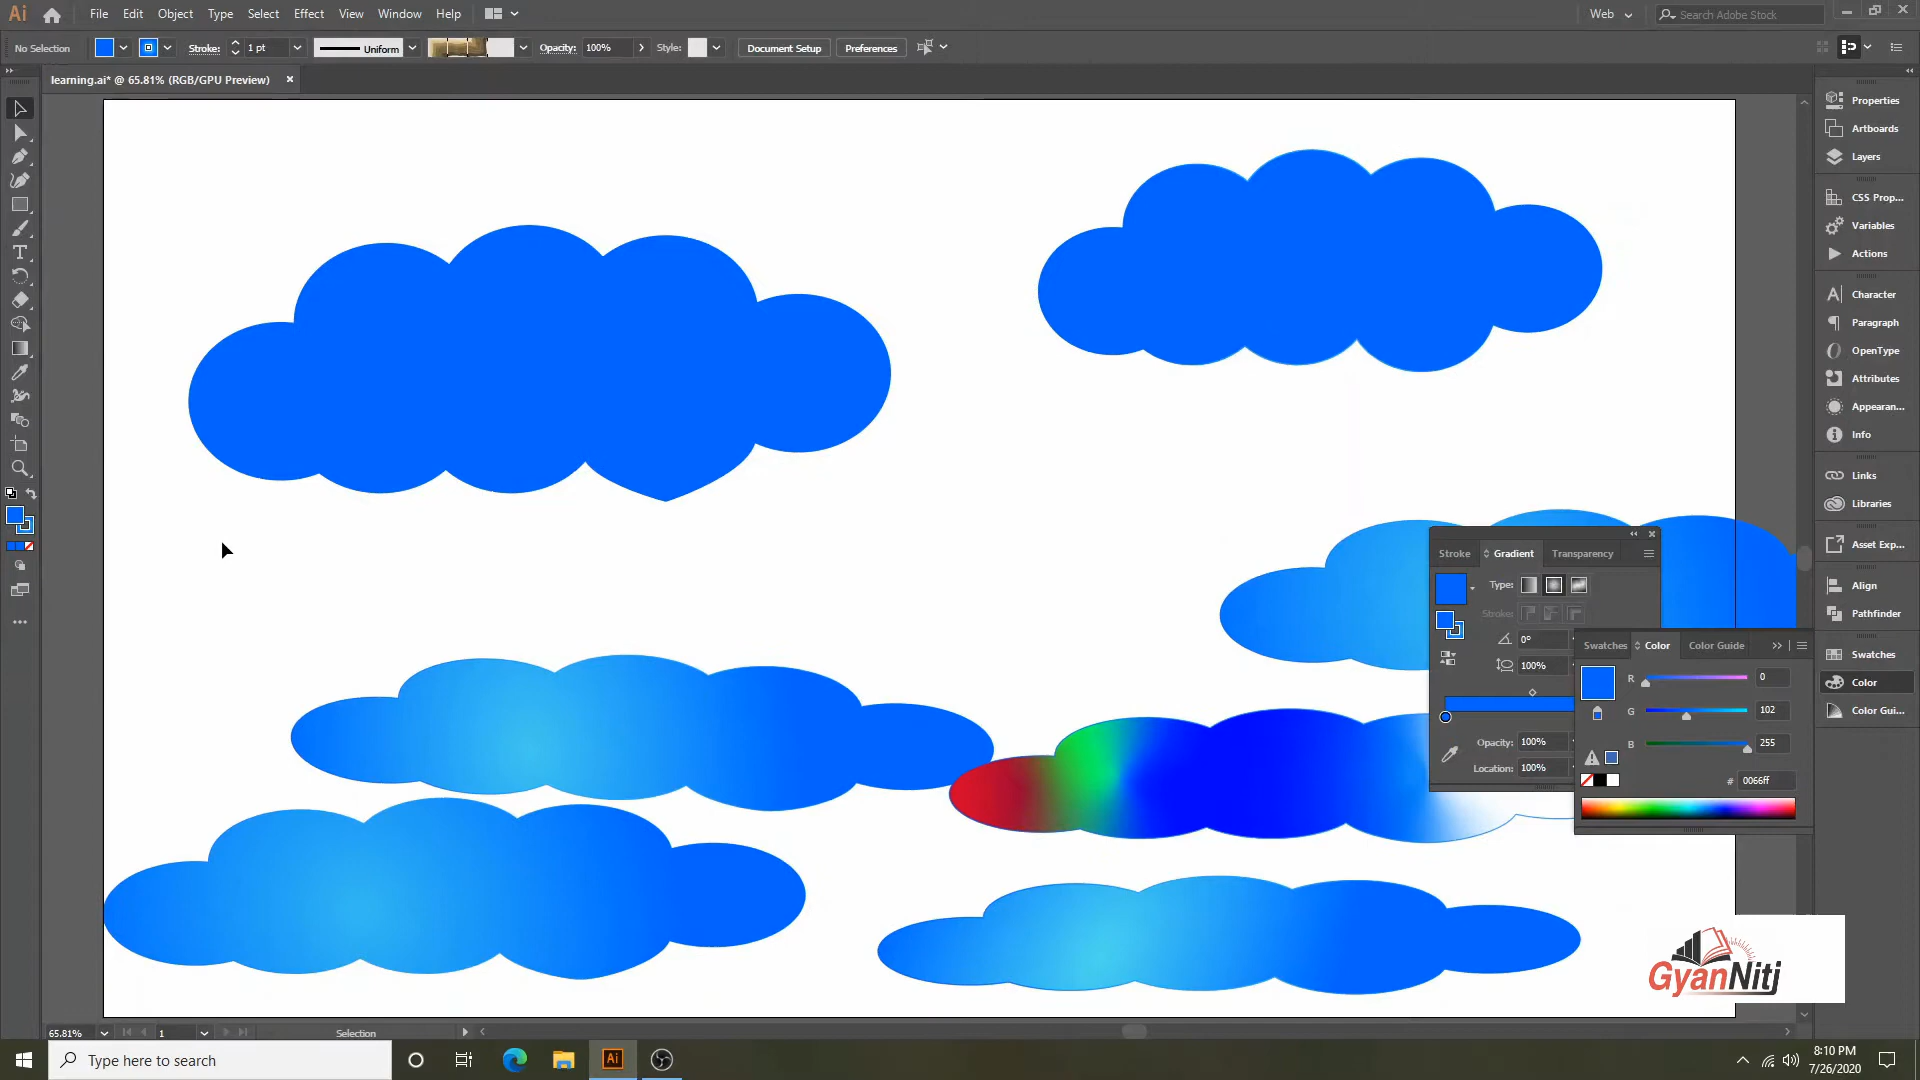 Ai File Edit Object Type Select Effect View Window Help Web Search Adobe Stock
No Selection Stroke: 1 pt Uniform Opacity: 100% Style: Document Setup Preferences
learning.ai* @ 65.81% (RGB/GPU Preview)
Properties
Artboards
Layers
CSS Prop...
Variables
Actions
Character
Paragraph
OpenType
Attributes
Appearan...
Info
Links
Libraries
Asset Exp...
Align
Pathfinder
Swatches
Color
Color Gui...
Stroke Gradient Transparency
Type:
Stroke:
0°
100%
Opacity: 100%
Location: 100%
Swatches Color Color Guide
R 0
G 102
B 255
# 0066ff
GyanNitj
65.81% 1 Selection
Type here to search Ai 8:10 PM
7/26/2020